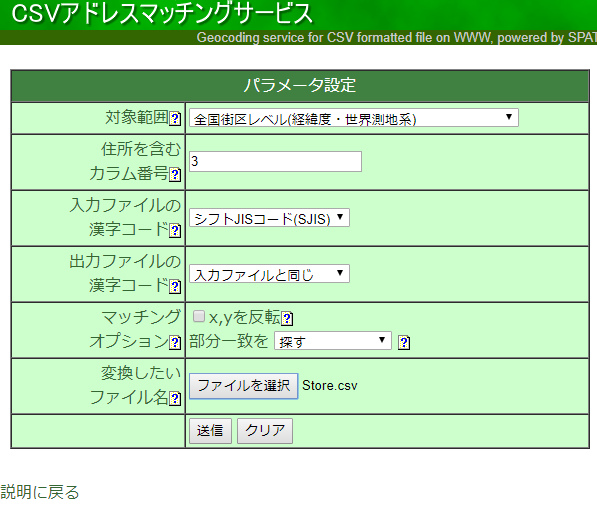 CSVアドレスマッチングサービス
Geocoding service for CSV formatted file on WWW, powered by SPAT
パラメータ設定
対象範囲? 全国街区レベル(経緯度・世界測地系)
住所を含む
カラム番号? 3
入力ファイルの
漢字コード? シフトJISコード(SJIS)
出力ファイルの
漢字コード? 入力ファイルと同じ
マッチング
オプション?
x,yを反転?
部分一致を 探す ?
変換したい
ファイル名? ファイルを選択 Store.csv
送信 クリア
説明に戻る